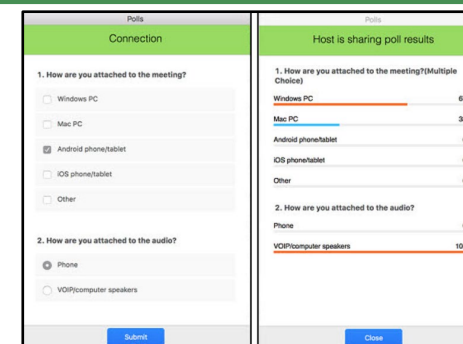 Polls
Connection
1. How are you attached to the meeting?
Windows PC
Mac PC
Android phone/tablet
iOS phone/tablet
Other
2. How are you attached to the audio?
Phone
VOIP/computer speakers
Submit
Polls
Host is sharing poll results
1. How are you attached to the meeting?(Multiple
Choice)
Windows PC
Mac PC
Android phone/tablet
iOS phone/tablet
Other
2. How are you attached to the audio?
Phone
VOIP/computer speakers
Close